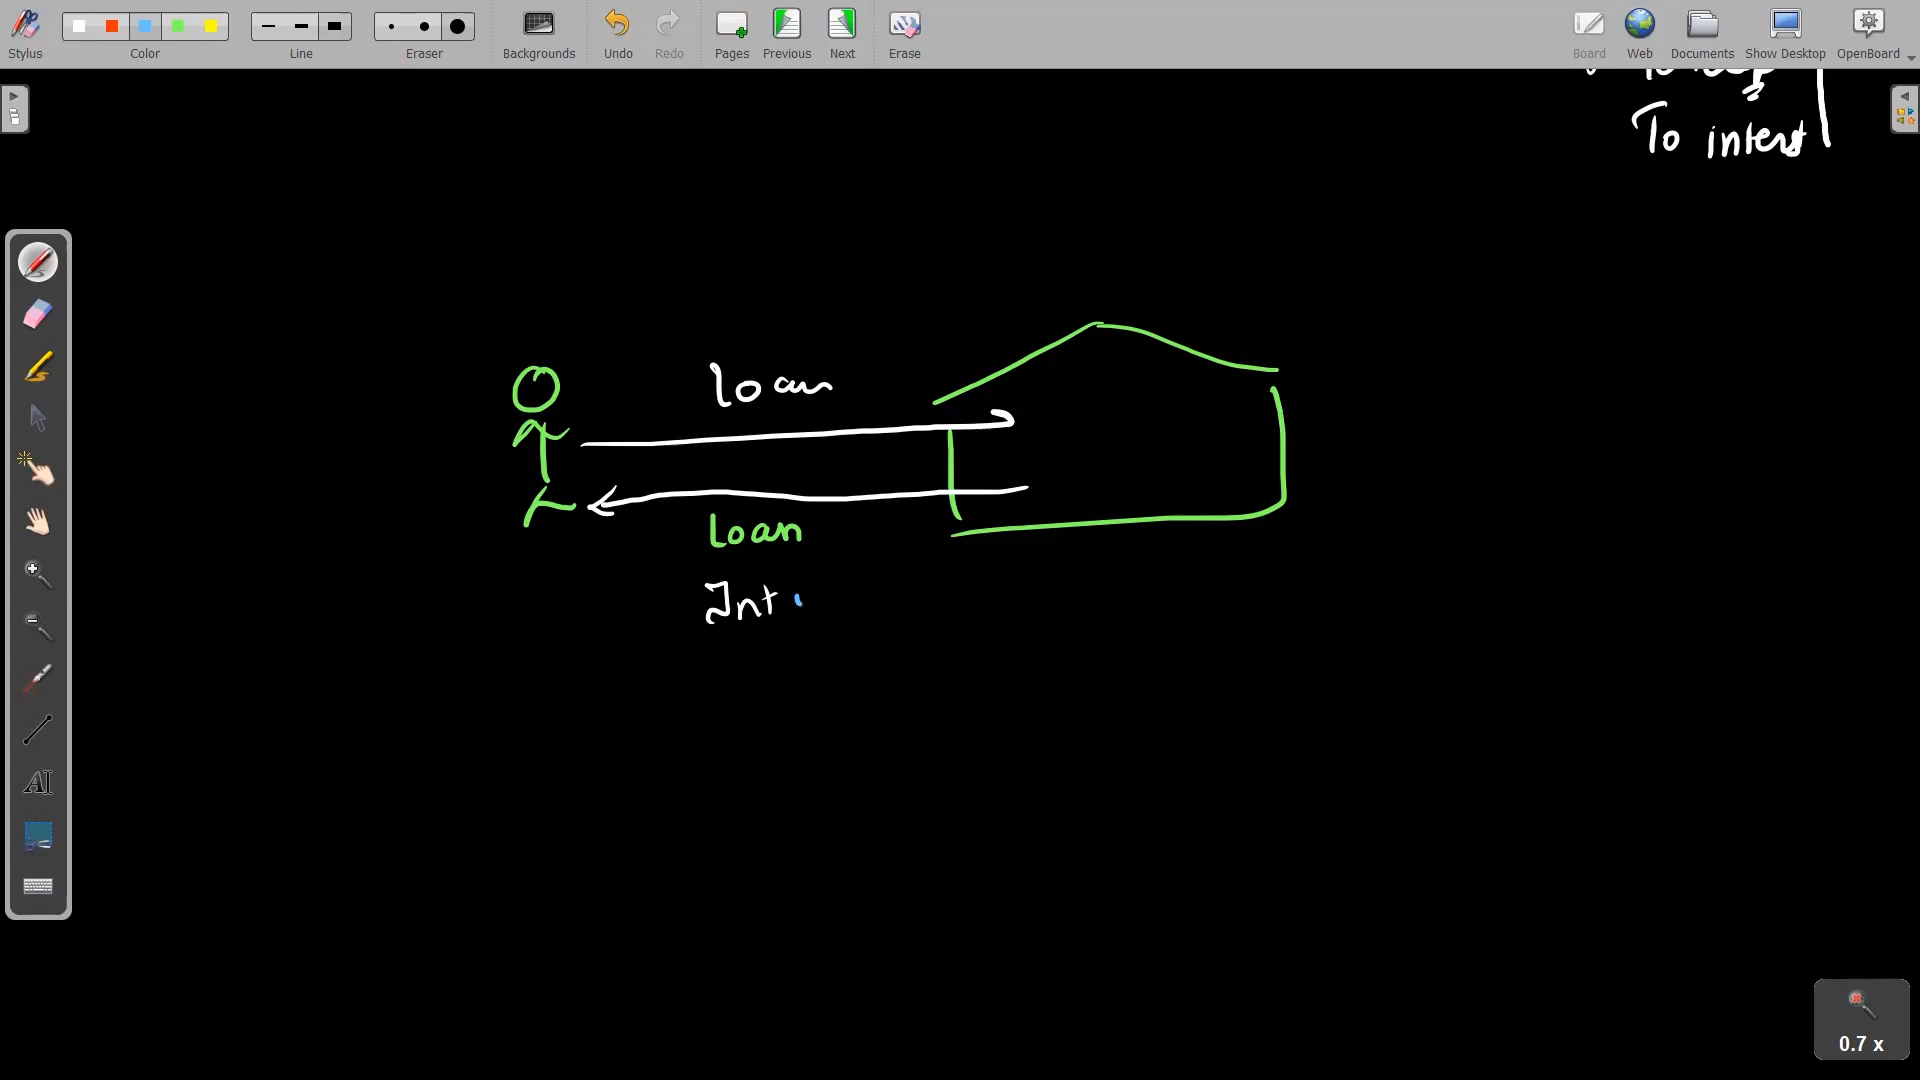 Stylus Color Line Eraser Backgrounds Undo Redo Pages Previous Next Erase Board Web Documents Show Desktop OpenBoard
To interst
loan
loan
Int
AI
0.7 x